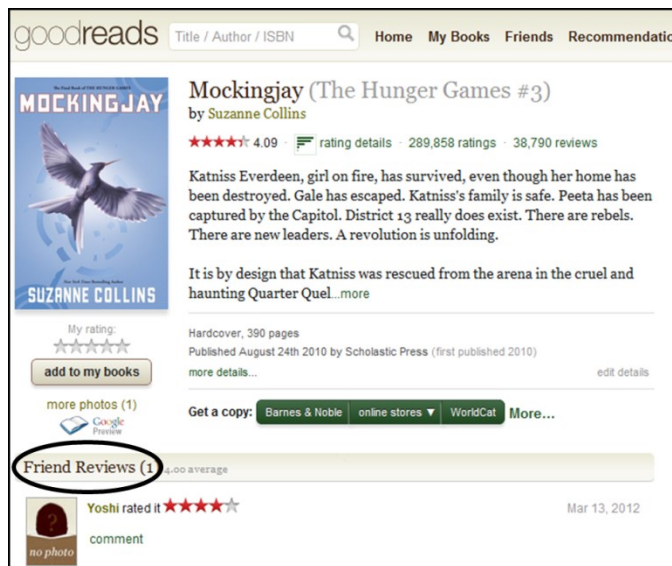 goodreads Title / Author / ISBN Home My Books Friends Recommendatio
The Final Book of THE HUNGER GAMES
MOCKINGJAY
SUZANNE COLLINS
Mockingjay (The Hunger Games #3)
by Suzanne Collins
4.09 · rating details · 289,858 ratings · 38,790 reviews
Katniss Everdeen, girl on fire, has survived, even though her home has
been destroyed. Gale has escaped. Katniss's family is safe. Peeta has been
captured by the Capitol. District 13 really does exist. There are rebels.
There are new leaders. A revolution is unfolding.
It is by design that Katniss was rescued from the arena in the cruel and
haunting Quarter Quel...more
My rating:
add to my books
more photos (1)
Google
Preview
Hardcover, 390 pages
Published August 24th 2010 by Scholastic Press (first published 2010)
more details... edit details
Get a copy: Barnes & Noble online stores ▼ WorldCat More...
Friend Reviews (1 4.00 average
?
no photo
Yoshi rated it Mar 13, 2012
comment